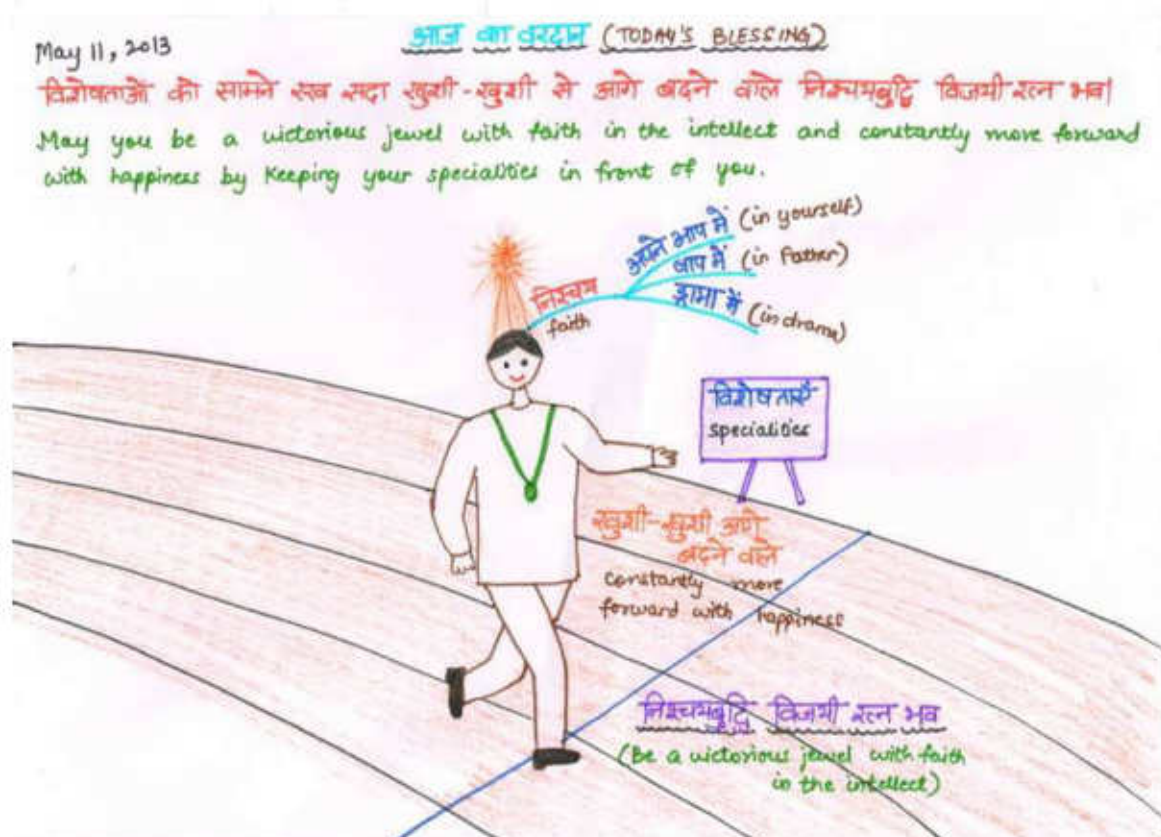 May 11, 2013
आज का वरदान (TODAY'S BLESSING)
विशेषताओं को सामने रख सदा खुशी-खुशी से आगे बढ़ने वाले निश्चयबुद्धि विजयी रत्न भव।
May you be a victorious jewel with faith in the intellect and constantly more forward
with happiness by Keeping your specialities in front of you.
अपने आप में (in yourself)
बाप में (in Father)
ड्रामा में (in drama)
निश्चय
faith
विशेषताएँ
specialities
खुशी-खुशी आगे
बढ़ने वाले
constantly more
forward with happiness
निश्चयबुद्धि विजयी रत्न भव
(Be a victorious jewel with faith
in the intellect)